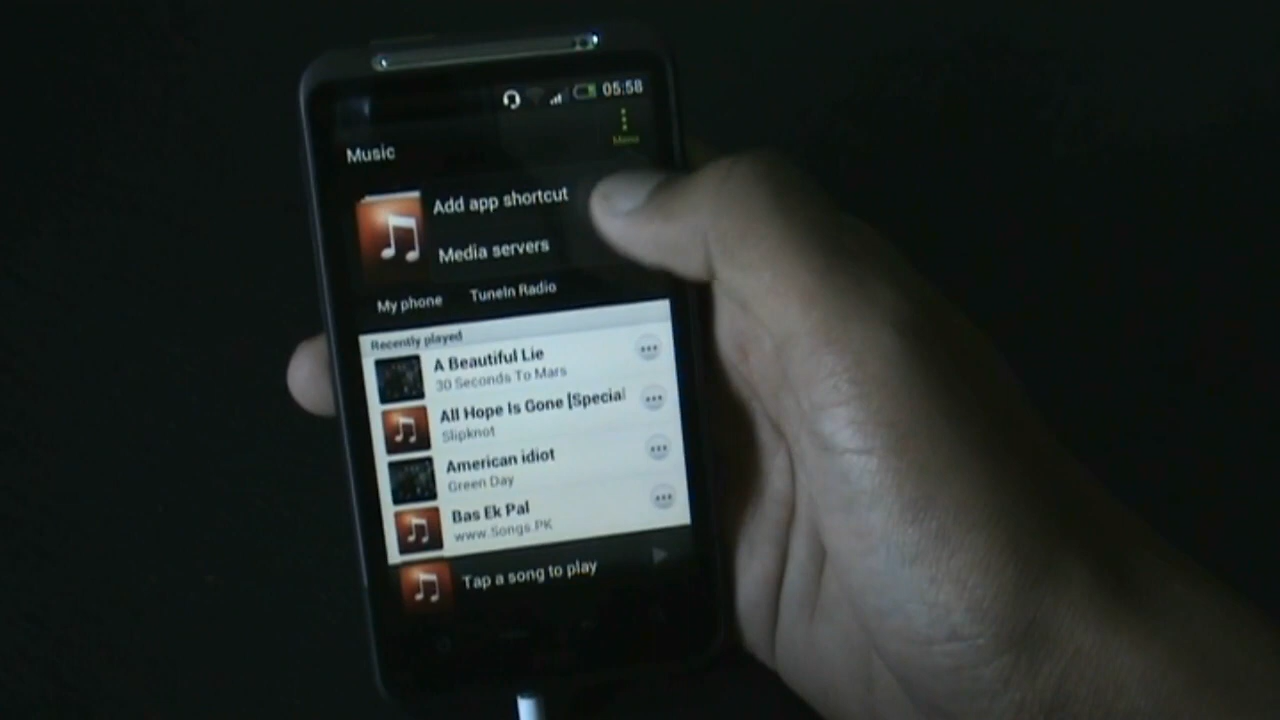 05:58
Menu
Music
Add app shortcut
Media servers
My phone TuneIn Radio
Recently played
A Beautiful Lie
30 Seconds To Mars
All Hope Is Gone [Special
Slipknot
American idiot
Green Day
Bas Ek Pal
www.Songs.PK
Tap a song to play